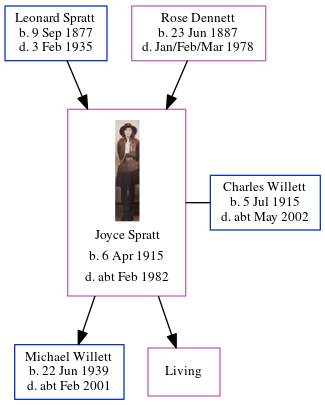 Leonard Spratt
b. 9 Sep 1877
d. 3 Feb 1935
Rose Dennett
b. 23 Jun 1887
d. Jan/Feb/Mar 1978
Joyce Spratt
b. 6 Apr 1915
d. abt Feb 1982
Charles Willett
b. 5 Jul 1915
d. abt May 2002
Michael Willett
b. 22 Jun 1939
d. abt Feb 2001
Living